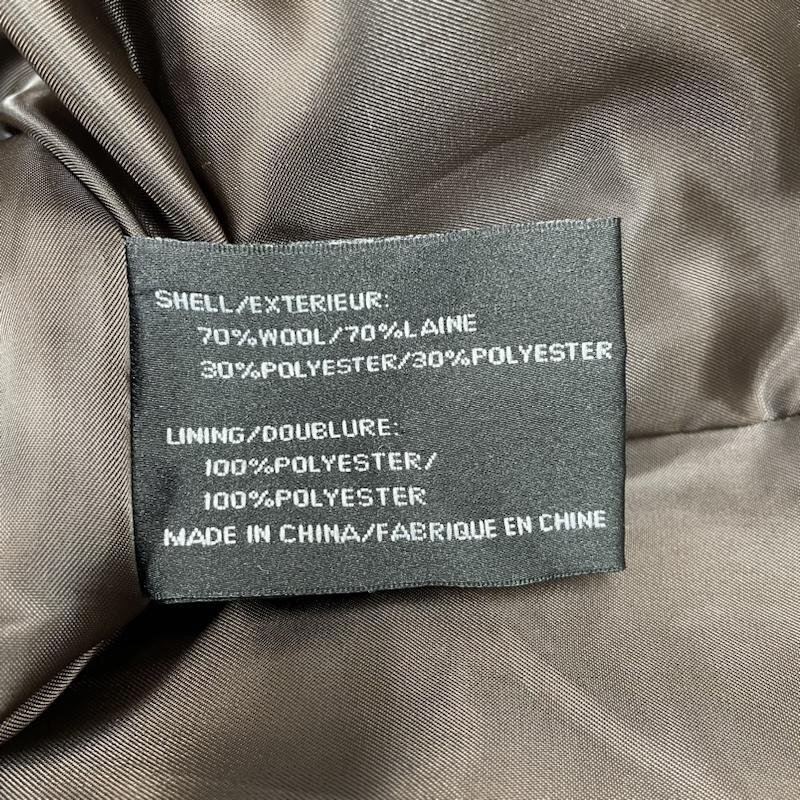 SHELL/EXTERIEUR:
70%WOOL/70%LAINE
30%POLYESTER/30%POLYESTER
LINING/DOUBLURE:
100%POLYESTER/
100%POLYESTER
MADE IN CHINA/FABRIQUE EN CHINE